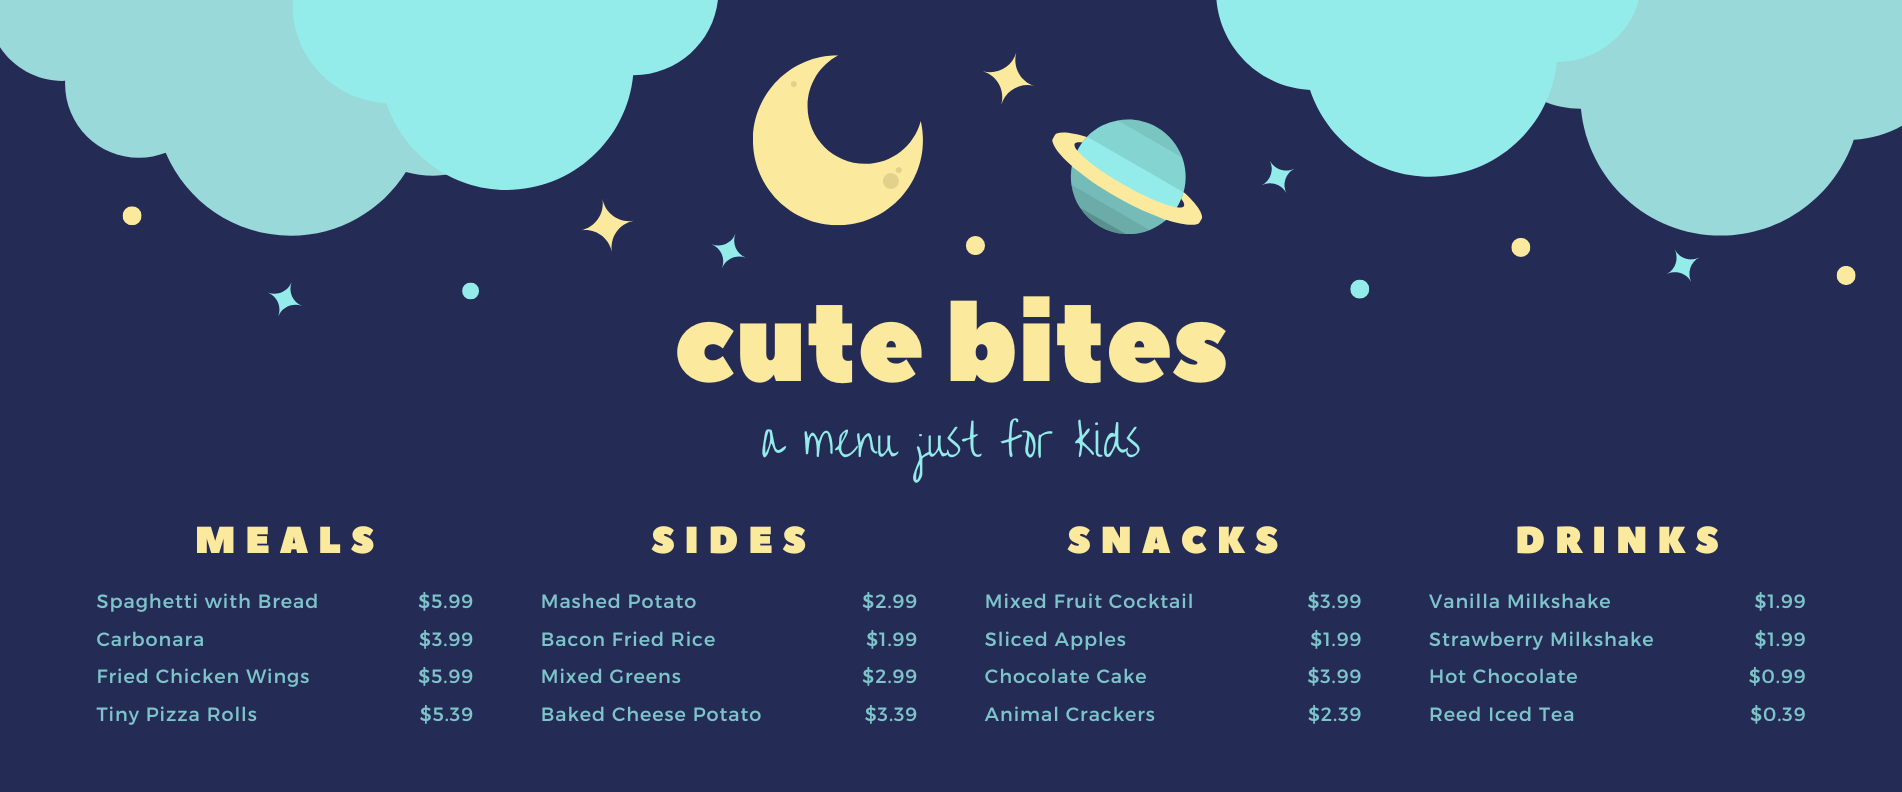 cute bites
a menu just for kids
MEALS
Spaghetti with Bread $5.99
Carbonara $3.99
Fried Chicken Wings $5.99
Tiny Pizza Rolls $5.39
SIDES
Mashed Potato $2.99
Bacon Fried Rice $1.99
Mixed Greens $2.99
Baked Cheese Potato $3.39
SNACKS
Mixed Fruit Cocktail $3.99
Sliced Apples $1.99
Chocolate Cake $3.99
Animal Crackers $2.39
DRINKS
Vanilla Milkshake $1.99
Strawberry Milkshake $1.99
Hot Chocolate $0.99
Reed Iced Tea $0.39